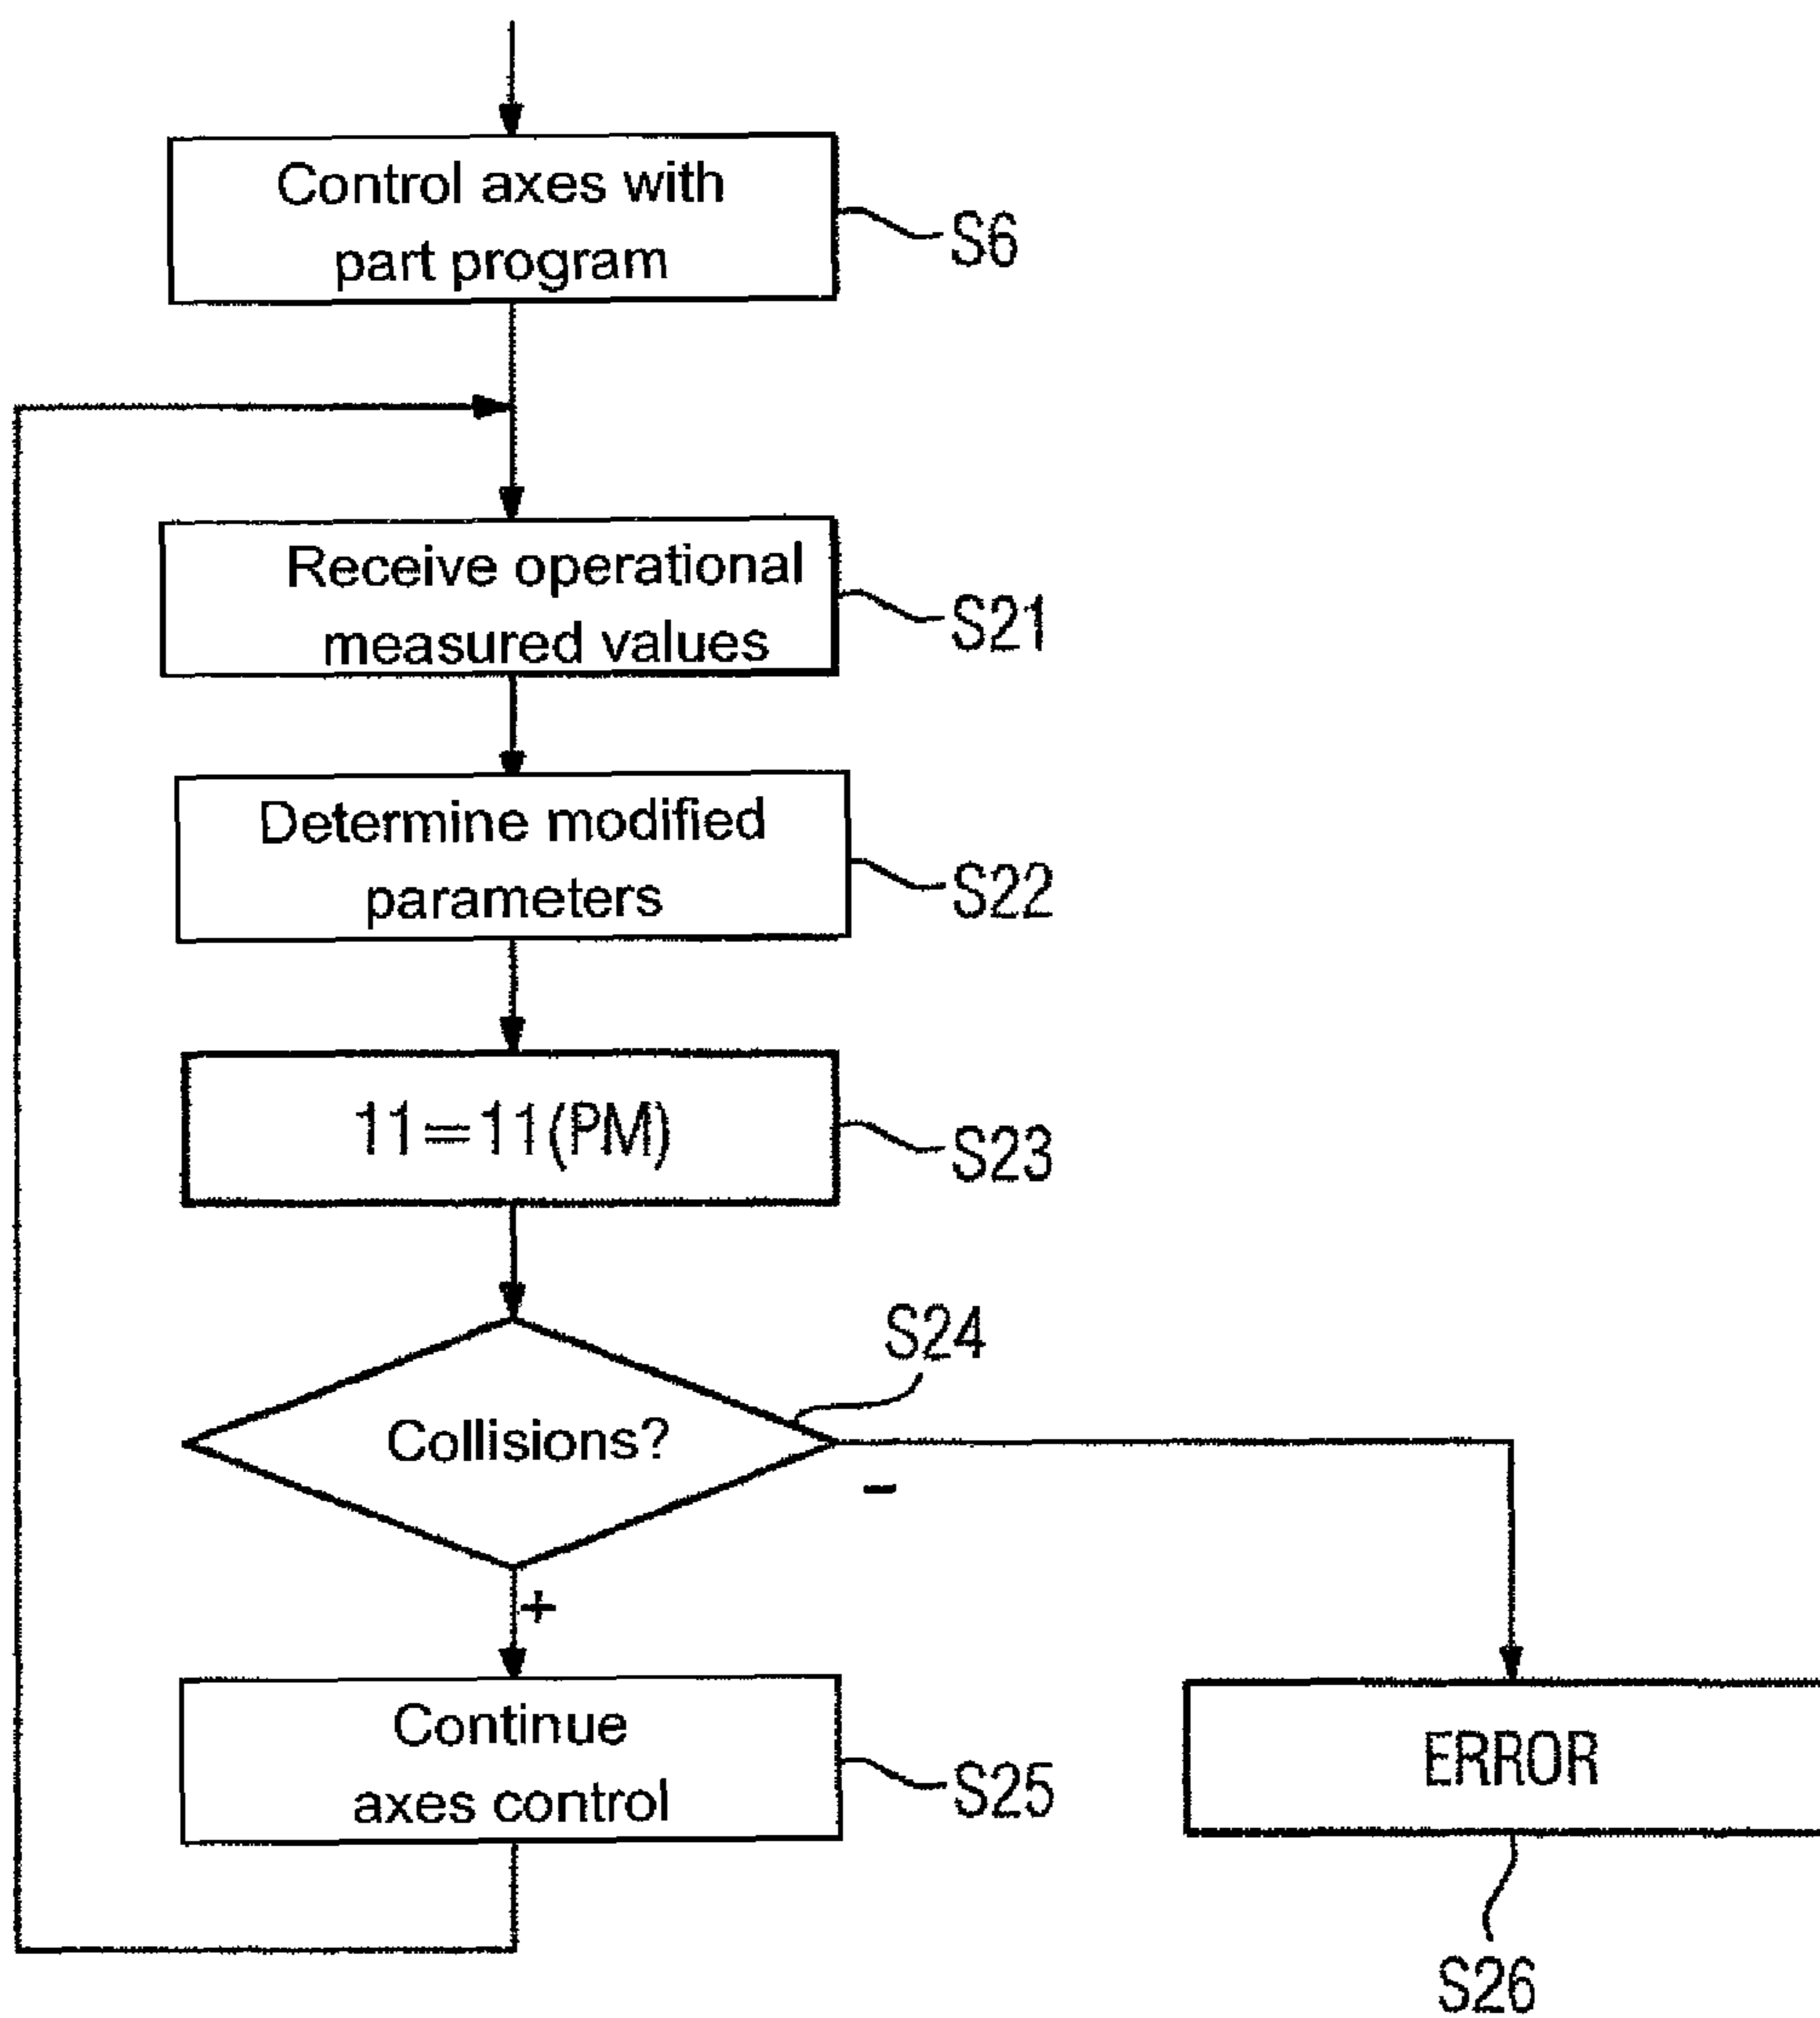 Control axes with
part program
S6
Receive operational
measured values
S21
Determine modified
parameters
S22
11=11(PM)
S23
S24
Collisions?
-
+
Continue
axes control
S25
ERROR
S26